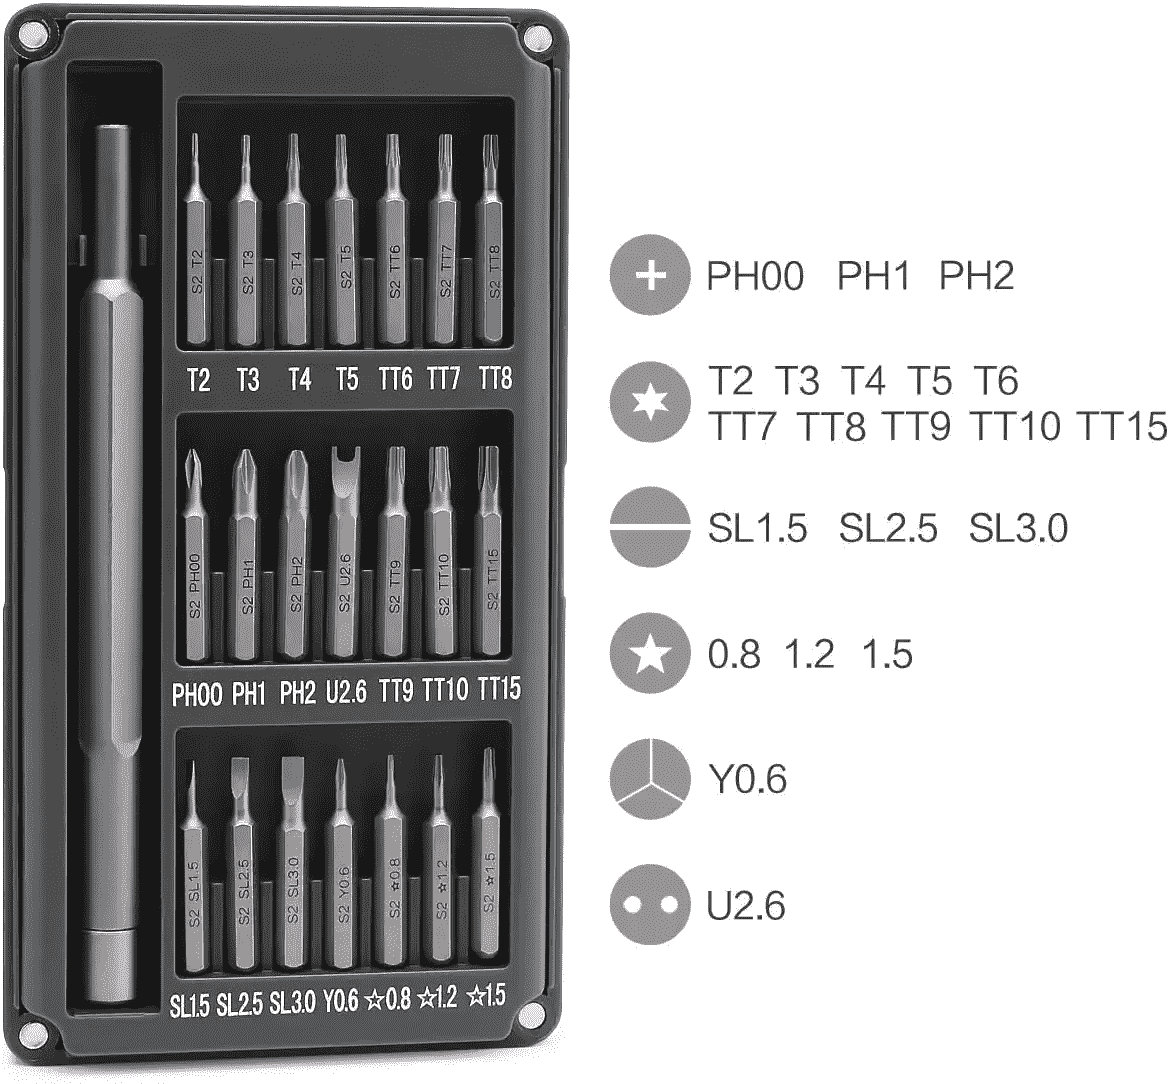 S2 T2 S2 T3 S2 T4 S2 T5 S2 TT6 S2 TT7 S2 TT8
T2 T3 T4 T5 TT6 TT7 TT8
S2 PH00 S2 PH1 S2 PH2 S2 U2.6 S2 TT9 S2 TT10 S2 TT15
PH00 PH1 PH2 U2.6 TT9 TT10 TT15
S2 SL1.5 S2 SL2.5 S2 SL3.0 S2 Y0.6 S2 ☆0.8 S2 ☆1.2 S2 ☆1.5
SL1.5 SL2.5 SL3.0 Y0.6 ☆0.8 ☆1.2 ☆1.5
PH00 PH1 PH2
T2 T3 T4 T5 T6
TT7 TT8 TT9 TT10 TT15
SL1.5 SL2.5 SL3.0
0.8 1.2 1.5
Y0.6
U2.6